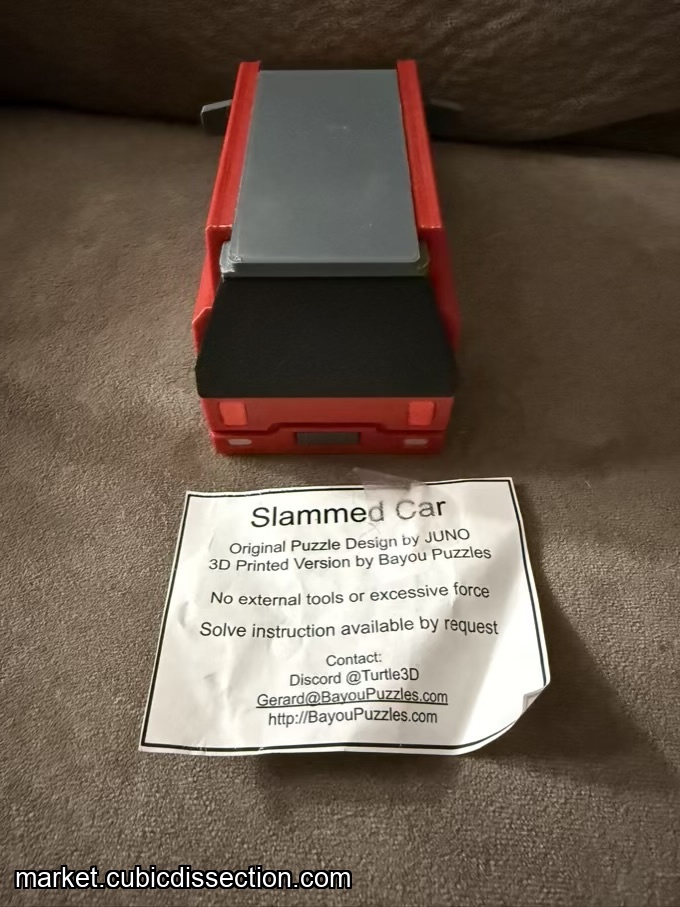 Slammed Car
Original Puzzle Design by JUNO
3D Printed Version by Bayou Puzzles
No external tools or excessive force
Solve instruction available by request
Contact:
Discord @Turtle3D
Gerard@BayouPuzzles.com
http://BayouPuzzles.com
market.cubicdissection.com